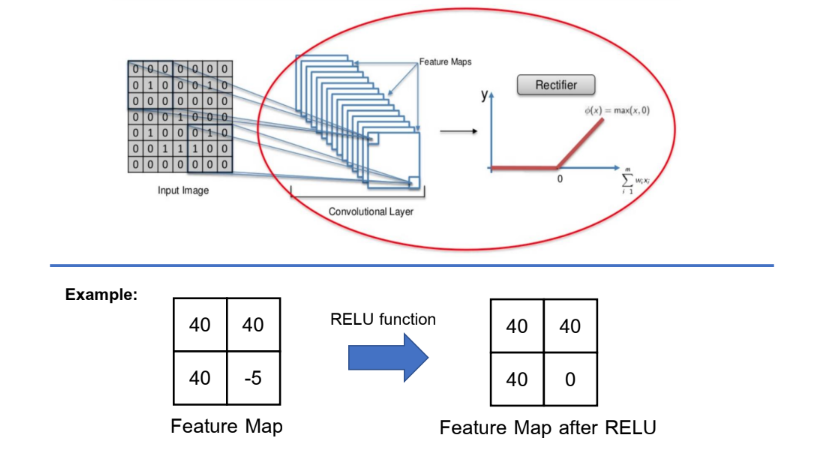 Feature Maps
0 0 0 0 0 0 0
0 1 0 0 0 1 0
0 0 0 0 0 0 0
0 0 0 1 0 0 0
0 1 0 0 0 1 0
0 0 1 1 1 0 0
0 0 0 0 0 0 0
Input Image
Convolutional Layer
Rectifier
y
ϕ(x) = max(x, 0)
0
m
∑ wᵢxᵢ
i 1
Example:
40 40
40 -5
Feature Map
RELU function
40 40
40 0
Feature Map after RELU